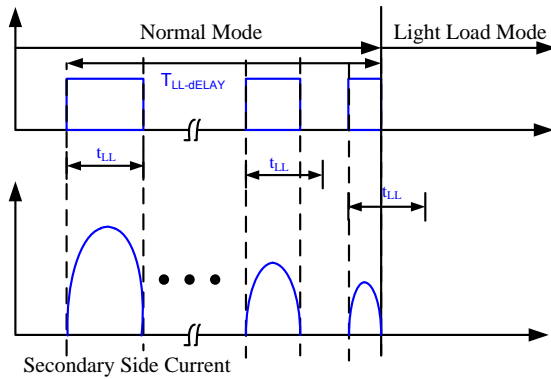 Normal Mode
Light Load Mode
TLL-dELAY
tLL
tLL
tLL
Secondary Side Current